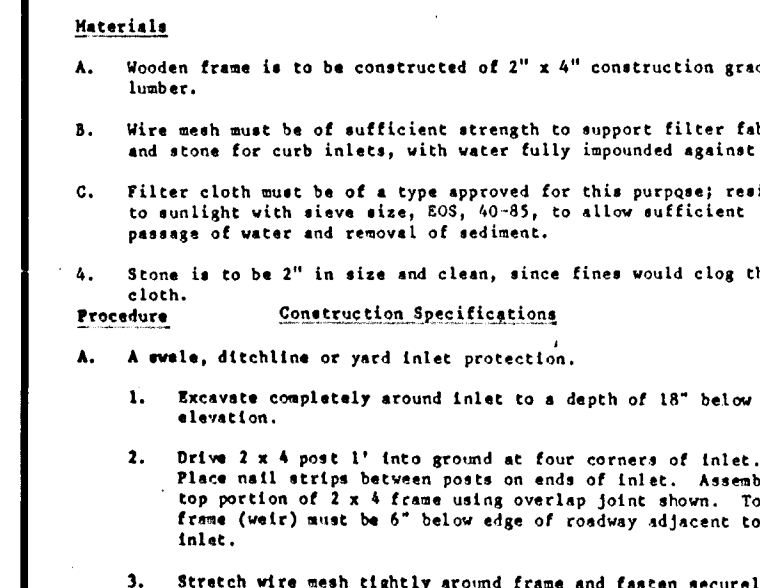 Materials
A. Wooden frame is to be constructed of 2" x 4" construction
lumber.
B. Wire mesh must be of sufficient strength to support filter
and stone for curb inlets, with water fully impounded against
C. Filter cloth must be of a type approved for this purpose;
to sunlight with sieve size, EOS, 40-85, to allow sufficient
passage of water and removal of sediment.
4. Stone is to be 2" in size and clean, since fines would clog
cloth.
Procedure Construction Specifications
A. A swale, ditchline or yard inlet protection.
1. Excavate completely around inlet to a depth of 18" below
elevation.
2. Drive 2 x 4 post 1' into ground at four corners of inlet.
Place nail strips between posts on ends of inlet.
top portion of 2 x 4 frame using overlap joint shown.
frame (weir) must be 6" below edge of roadway adjacent to
inlet.
3. Stretch wire mesh tightly around frame and fasten